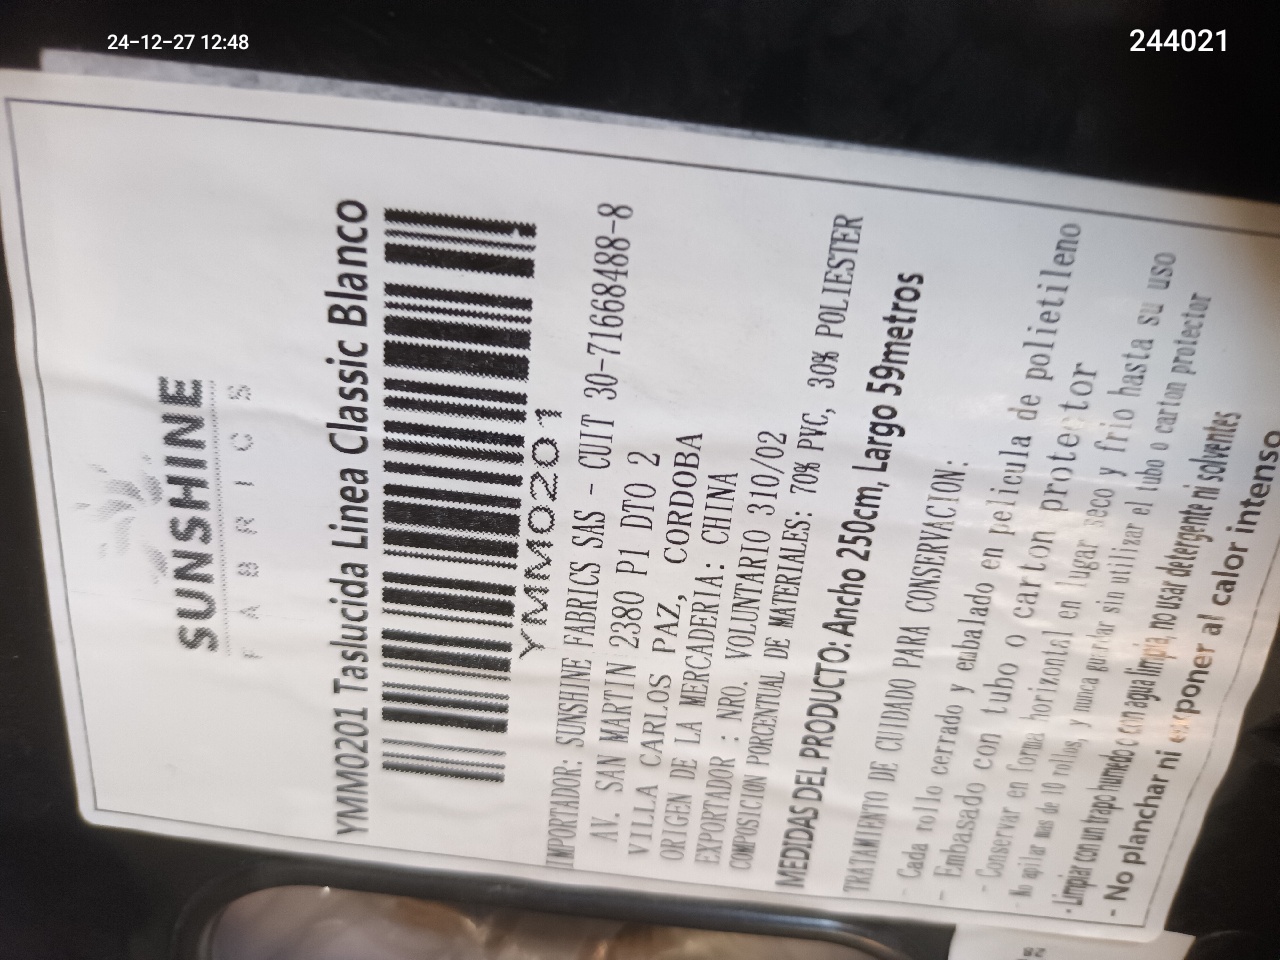 24-12-27 12:48
244021
SUNSHINE
FABRICS
YMM0201 Taslucida Linea Classic Blanco
YMM0201
IMPORTADOR: SUNSHINE FABRICS SAS - CUIT 30-71668488-8
AV. SAN MARTIN 2380 P1 DTO 2
VILLA CARLOS PAZ, CORDOBA
ORIGEN DE LA MERCADERIA: CHINA
EXPORTADOR : NRO. VOLUNTARIO 310/02
COMPOSICION PORCENTUAL DE MATERIALES: 70% PVC, 30% POLIESTER
MEDIDAS DEL PRODUCTO: Ancho 250cm, Largo 59metros
TRATAMIENTO DE CUIDADO PARA CONSERVACION:
- Cada rollo cerrado y embalado en pelicula de polietileno
- Embasado con tubo o carton protector
- Conservar en forma horizontal en lugar seco y frio hasta su uso
- No apilar mas de 10 rollos, y nunca guardar sin utilizar el tubo o carton protector
- Limpiar con un trapo humedo o con agua limpia, no usar detergente ni solventes
- No planchar ni exponer al calor intenso